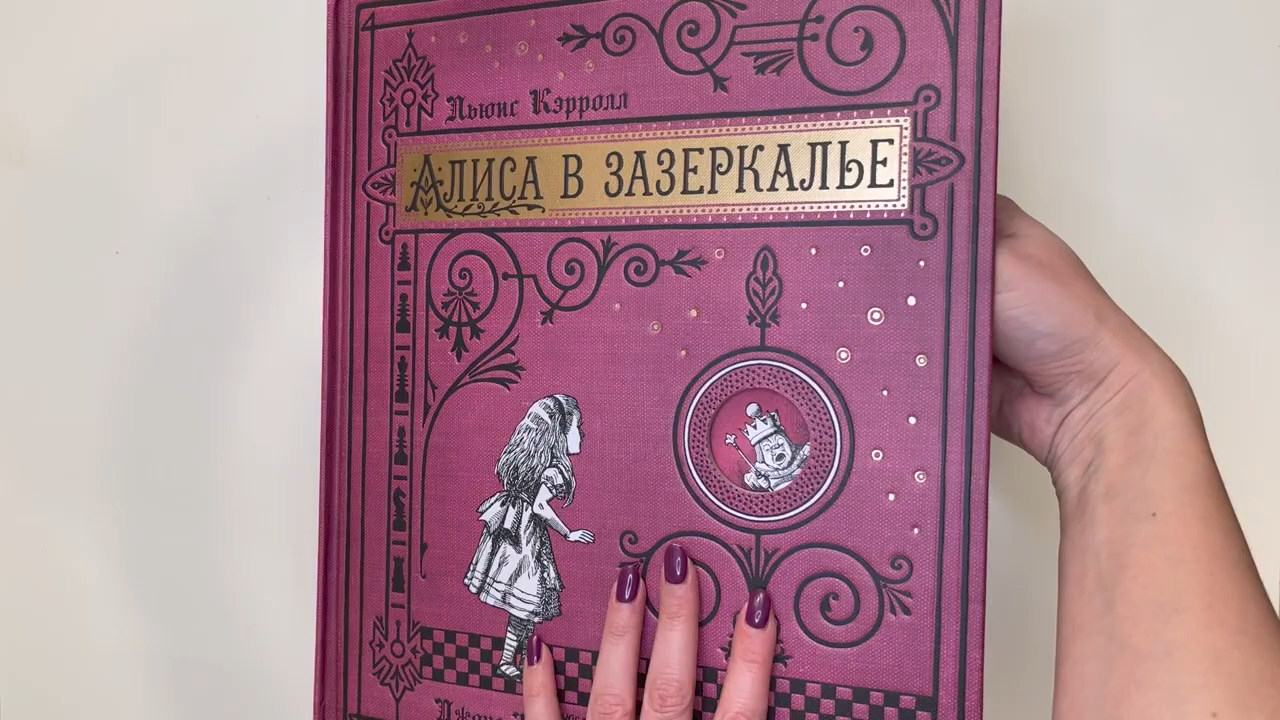 Льюис Кэрролл
Алиса в Зазеркалье